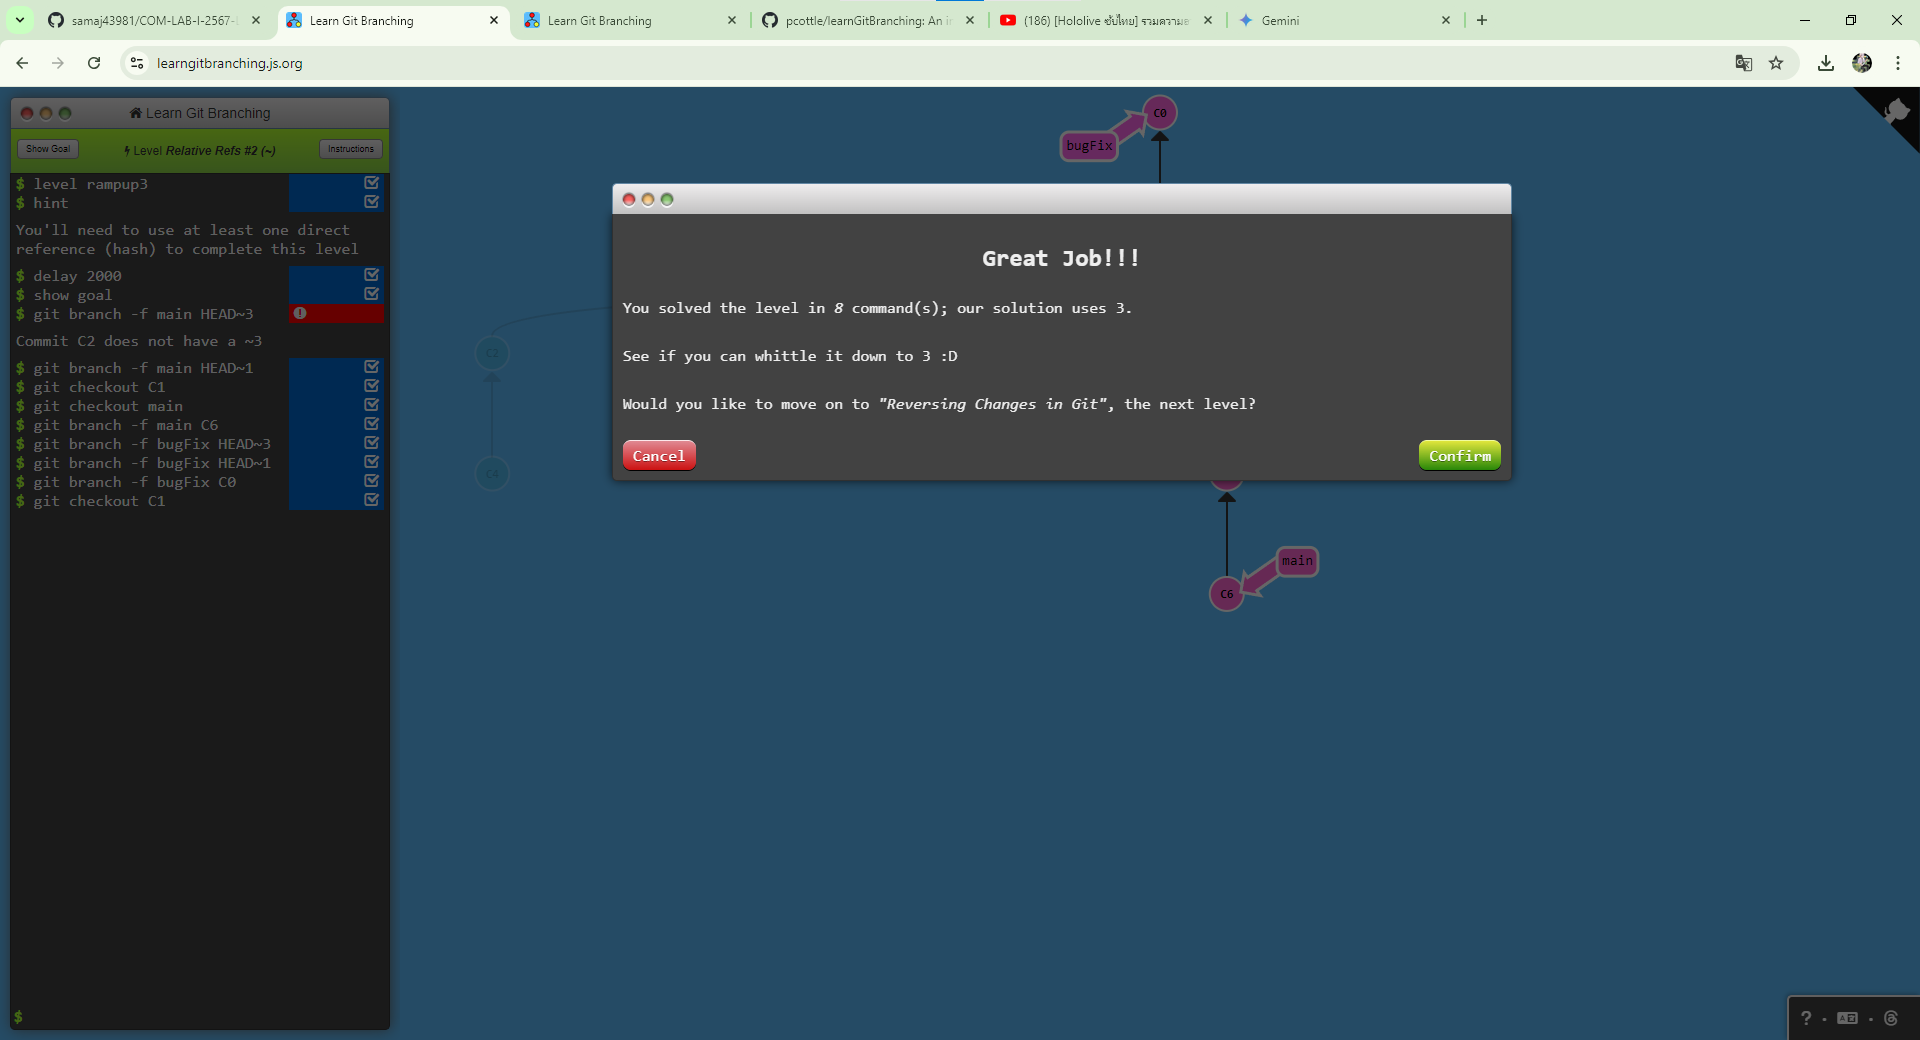 samaj43981/COM-LAB-I-2567-
Learn Git Branching
Learn Git Branching
pcottle/learnGitBranching: An i
(186) [Hololive ซับไทย] รวมความฮ
Gemini
learngitbranching.js.org
Learn Git Branching
Show Goal
Level Relative Refs #2 (~)
Instructions
$ level rampup3
$ hint
You'll need to use at least one direct
reference (hash) to complete this level
$ delay 2000
$ show goal
$ git branch -f main HEAD~3
Commit C2 does not have a ~3
$ git branch -f main HEAD~1
$ git checkout C1
$ git checkout main
$ git branch -f main C6
$ git branch -f bugFix HEAD~3
$ git branch -f bugFix HEAD~1
$ git branch -f bugFix C0
$ git checkout C1
$
C0
bugFix
C2
C4
Great Job!!!
You solved the level in 8 command(s); our solution uses 3.
See if you can whittle it down to 3 :D
Would you like to move on to "Reversing Changes in Git", the next level?
Cancel
Confirm
main
C6
?